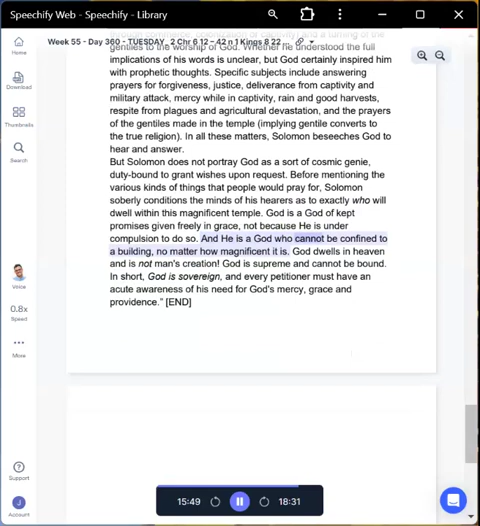 Speechify Web - Speechify - Library
Week 55 - Day 360 - TUESDAY_ 2 Chr 6 12 - 42 n 1 Kings 8 22
Home
Download
Thumbnails
Search
Voice
0.8x
Speed
More
Support
J
Account
through commerce, colonization or captivity) and a turning of the
gentiles to the worship of God. Whether he understood the full
implications of his words is unclear, but God certainly inspired him
with prophetic thoughts. Specific subjects include answering
prayers for forgiveness, justice, deliverance from captivity and
military attack, mercy while in captivity, rain and good harvests,
respite from plagues and agricultural devastation, and the prayers
of the gentiles made in the temple (implying gentile converts to
the true religion). In all these matters, Solomon beseeches God to
hear and answer.
But Solomon does not portray God as a sort of cosmic genie,
duty-bound to grant wishes upon request. Before mentioning the
various kinds of things that people would pray for, Solomon
soberly conditions the minds of his hearers as to exactly who will
dwell within this magnificent temple. God is a God of kept
promises given freely in grace, not because He is under
compulsion to do so. And He is a God who cannot be confined to
a building, no matter how magnificent it is. God dwells in heaven
and is not man's creation! God is supreme and cannot be bound.
In short, God is sovereign, and every petitioner must have an
acute awareness of his need for God's mercy, grace and
providence." [END]
15:49
18:31